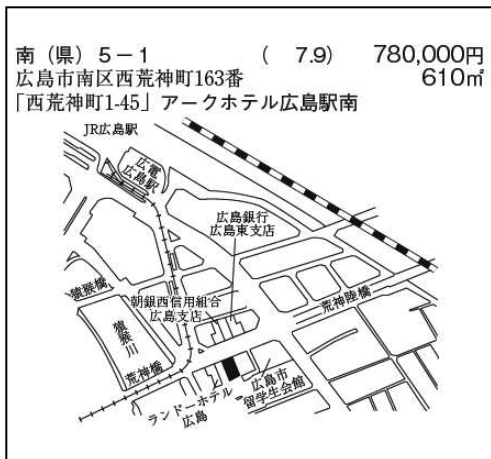 南（県）５－１　（　7.9）　780,000円
広島市南区西荒神町163番　610㎡
「西荒神町1-45」アークホテル広島駅南
JR広島駅
広電
広島駅
広島銀行
広島東支店
猿猴橋
朝銀西信用組合
広島支店
荒神陸橋
猿猴川
荒神橋
ランドーホテル
広島
広島市
留学生会館